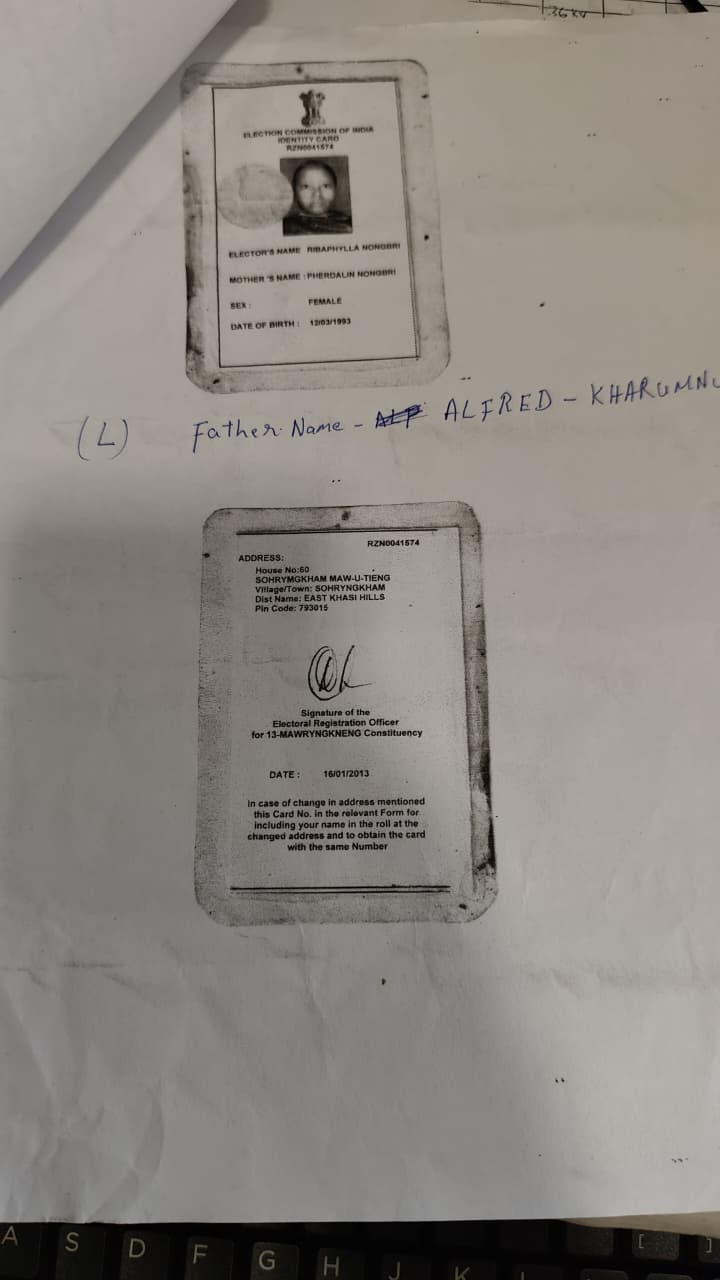 36 KV
ELECTION COMMISSION OF INDIA
IDENTITY CARD
RZN0041574
ELECTOR'S NAME RIBAPHYLLA NONGBRI
MOTHER 'S NAME : PHERDALIN NONGBRI
SEX : FEMALE
DATE OF BIRTH : 12/03/1993
(L) Father Name - ALFRED - KHARUMNU
RZN0041574
ADDRESS:
House No:60
SOHRYMGKHAM MAW-U-TIENG
Village/Town: SOHRYNGKHAM
Dist Name: EAST KHASI HILLS
Pin Code: 793015
Signature of the
Electoral Registration Officer
for 13-MAWRYNGKNENG Constituency
DATE : 16/01/2013
In case of change in address mentioned
this Card No. in the relevant Form for
including your name in the roll at the
changed address and to obtain the card
with the same Number
A S D F G H J K [ ]